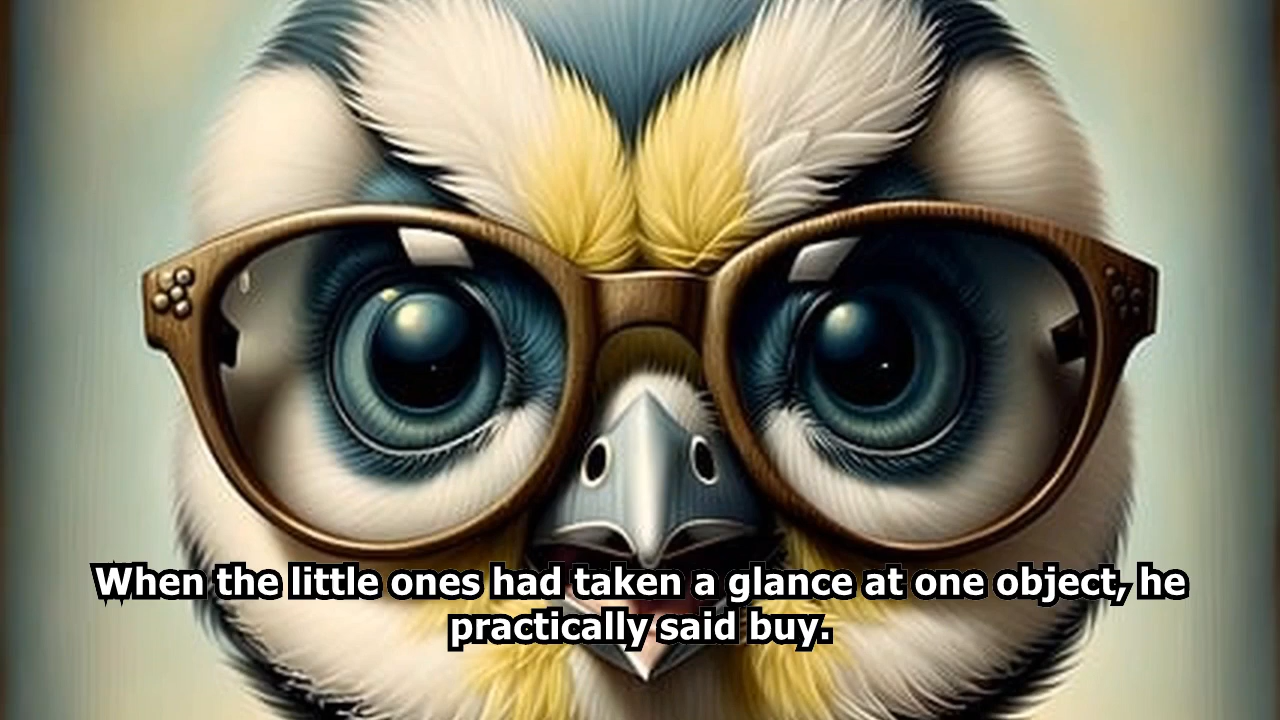 When the little ones had taken a glance at one object, he
practically said buy.